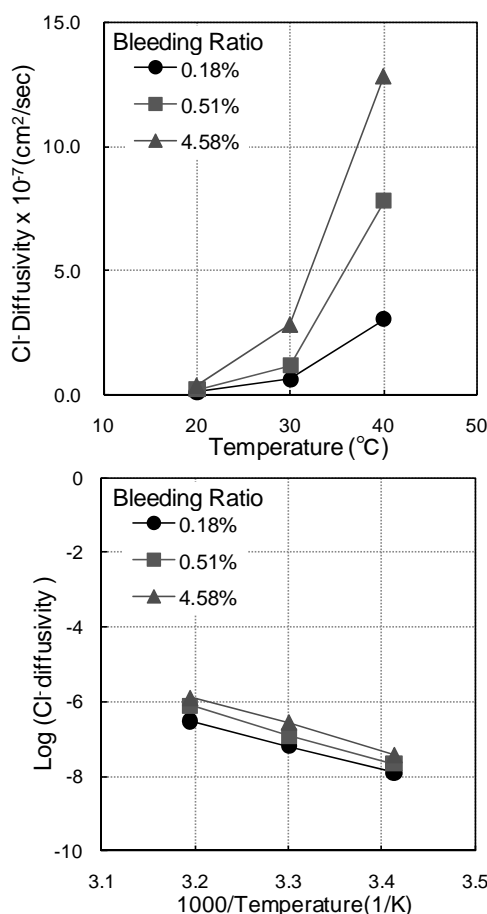 15.0
10.0
5.0
0.0
Cl⁻Diffusivity x 10⁻⁷(cm²/sec)
Bleeding Ratio
0.18%
0.51%
4.58%
10 20 30 40 50
Temperature (℃)
0
-2
-4
-6
-8
-10
Log (Cl⁻diffusivity )
Bleeding Ratio
0.18%
0.51%
4.58%
3.1 3.2 3.3 3.4 3.5
1000/Temperature(1/K)